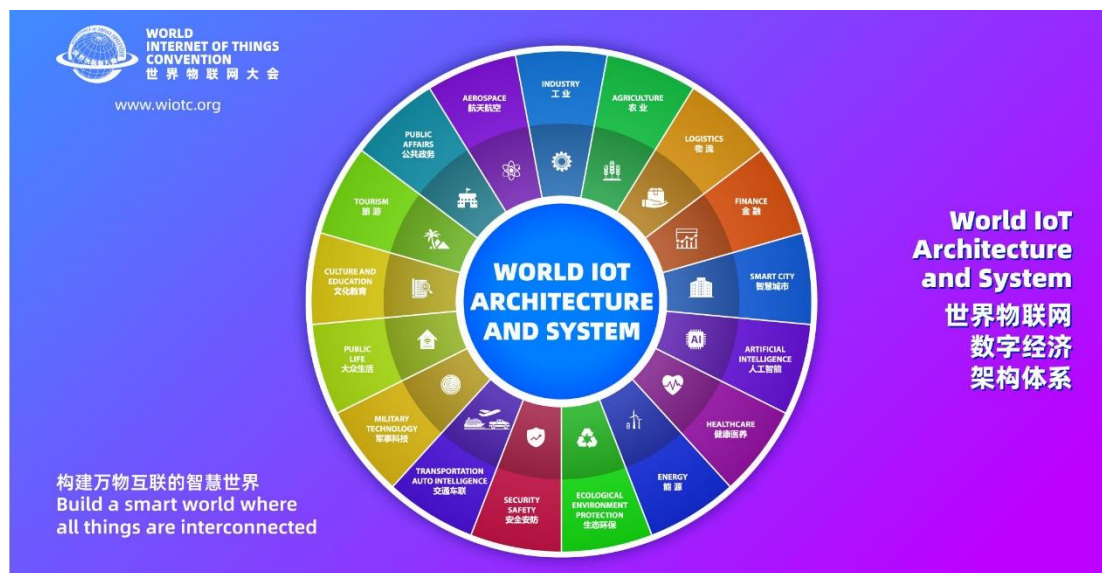 WORLD
INTERNET OF THINGS
CONVENTION
世界物联网大会
www.wiotc.org
INDUSTRY
工业
AGRICULTURE
农业
LOGISTICS
物流
FINANCE
金融
SMART CITY
智慧城市
ARTIFICIAL
INTELLIGENCE
人工智能
HEALTHCARE
健康医养
ENERGY
能源
ECOLOGICAL
ENVIRONMENT
PROTECTION
生态环保
SECURITY
SAFETY
安全安防
TRANSPORTATION
AUTO INTELLIGENCE
交通车联
MILITARY
TECHNOLOGY
军事科技
PUBLIC
LIFE
大众生活
CULTURE AND
EDUCATION
文化教育
TOURISM
旅游
PUBLIC
AFFAIRS
公共政务
AEROSPACE
航天航空
AI
WORLD IOT
ARCHITECTURE
AND SYSTEM
World IoT
Architecture
and System
世界物联网
数字经济
架构体系
构建万物互联的智慧世界
Build a smart world where
all things are interconnected